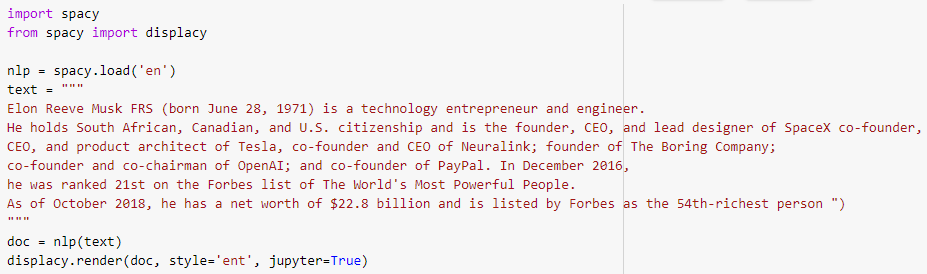 import spacy
from spacy import displacy
nlp = spacy.load('en')
text = """
Elon Reeve Musk FRS (born June 28, 1971) is a technology entrepreneur and engineer.
He holds South African, Canadian, and U.S. citizenship and is the founder, CEO, and lead designer of SpaceX co-founder,
CEO, and product architect of Tesla, co-founder and CEO of Neuralink; founder of The Boring Company;
co-founder and co-chairman of OpenAI; and co-founder of PayPal. In December 2016,
he was ranked 21st on the Forbes list of The World's Most Powerful People.
As of October 2018, he has a net worth of $22.8 billion and is listed by Forbes as the 54th-richest person ")
"""
doc = nlp(text)
displacy.render(doc, style='ent', jupyter=True)